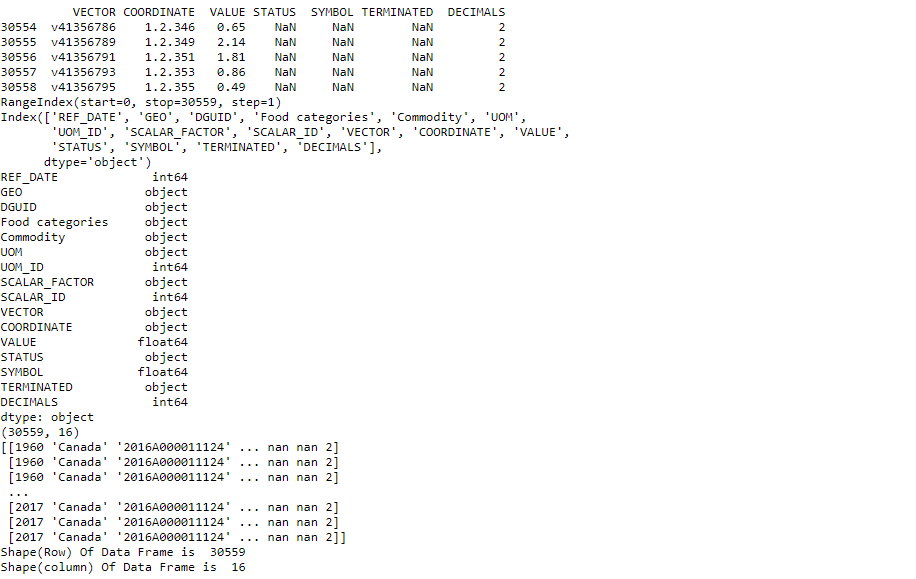 VECTOR COORDINATE  VALUE STATUS  SYMBOL TERMINATED  DECIMALS
30554  v41356786    1.2.346   0.65    NaN     NaN        NaN         2
30555  v41356789    1.2.349   2.14    NaN     NaN        NaN         2
30556  v41356791    1.2.351   1.81    NaN     NaN        NaN         2
30557  v41356793    1.2.353   0.86    NaN     NaN        NaN         2
30558  v41356795    1.2.355   0.49    NaN     NaN        NaN         2
RangeIndex(start=0, stop=30559, step=1)
Index(['REF_DATE', 'GEO', 'DGUID', 'Food categories', 'Commodity', 'UOM',
       'UOM_ID', 'SCALAR_FACTOR', 'SCALAR_ID', 'VECTOR', 'COORDINATE', 'VALUE',
       'STATUS', 'SYMBOL', 'TERMINATED', 'DECIMALS'],
      dtype='object')
REF_DATE             int64
GEO                 object
DGUID               object
Food categories     object
Commodity           object
UOM                 object
UOM_ID               int64
SCALAR_FACTOR       object
SCALAR_ID            int64
VECTOR              object
COORDINATE          object
VALUE              float64
STATUS              object
SYMBOL             float64
TERMINATED          object
DECIMALS             int64
dtype: object
(30559, 16)
[[1960 'Canada' '2016A000011124' ... nan nan 2]
 [1960 'Canada' '2016A000011124' ... nan nan 2]
 [1960 'Canada' '2016A000011124' ... nan nan 2]
 ...
 [2017 'Canada' '2016A000011124' ... nan nan 2]
 [2017 'Canada' '2016A000011124' ... nan nan 2]
 [2017 'Canada' '2016A000011124' ... nan nan 2]]
Shape(Row) Of Data Frame is  30559
Shape(column) Of Data Frame is  16